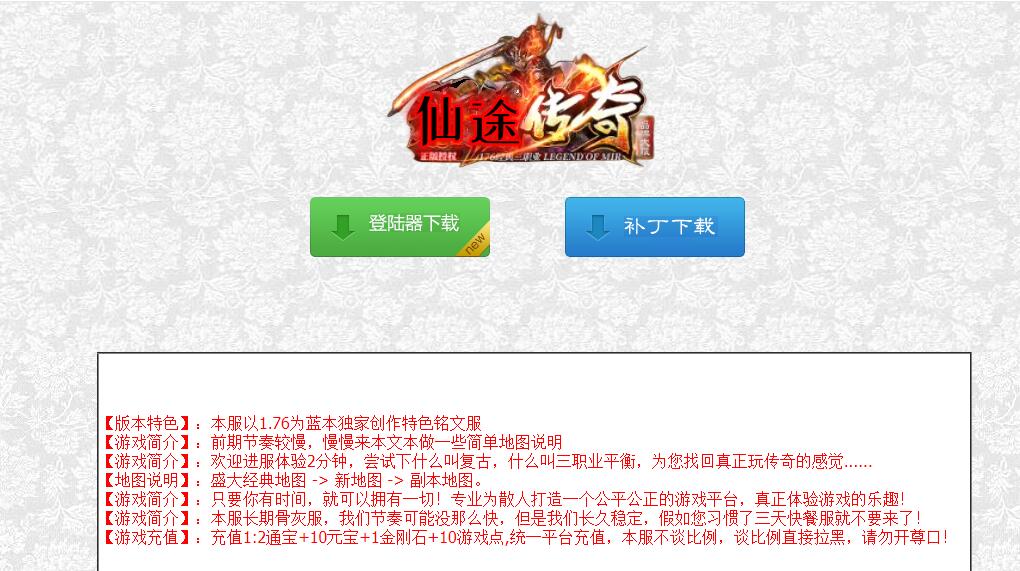 仙途传奇
正版授权
176经典三职业 LEGEND OF MIR
登陆器下载
new
补丁下载
【版本特色】：本服以1.76为蓝本独家创作特色铭文服
【游戏简介】：前期节奏较慢，慢慢来本文本做一些简单地图说明
【游戏简介】：欢迎进服体验2分钟，尝试下什么叫复古，什么叫三职业平衡，为您找回真正玩传奇的感觉......
【地图说明】：盛大经典地图 -> 新地图 -> 副本地图。
【游戏简介】：只要你有时间，就可以拥有一切！专业为散人打造一个公平公正的游戏平台，真正体验游戏的乐趣！
【游戏简介】：本服长期骨灰服，我们节奏可能没那么快，但是我们长久稳定，假如您习惯了三天快餐服就不要来了！
【游戏充值】：充值1:2通宝+10元宝+1金刚石+10游戏点,统一平台充值，本服不谈比例，谈比例直接拉黑，请勿开尊口！